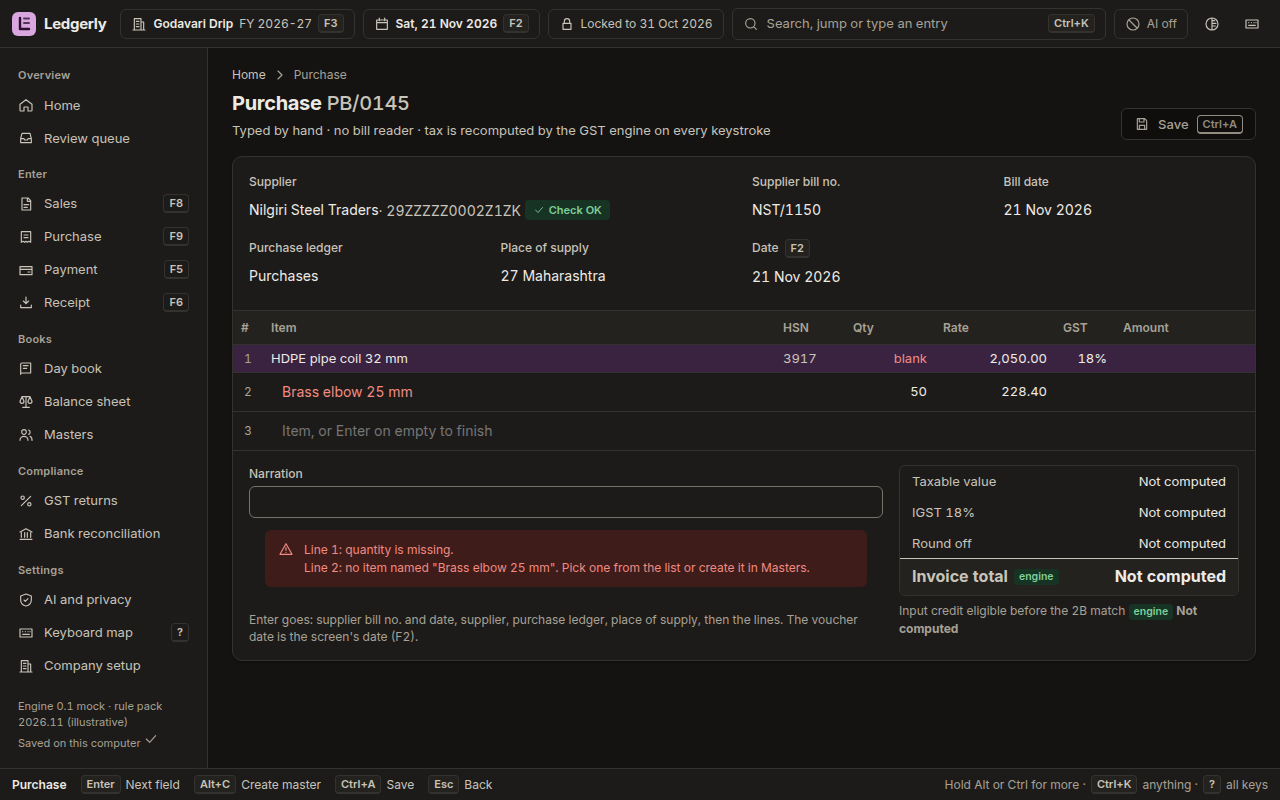 Ledgerly
Godavari Drip FY 2026-27 F3
Sat, 21 Nov 2026 F2
Locked to 31 Oct 2026
Search, jump or type an entry Ctrl+K
AI off
Overview
Home
Review queue
Enter
Sales F8
Purchase F9
Payment F5
Receipt F6
Books
Day book
Balance sheet
Masters
Compliance
GST returns
Bank reconciliation
Settings
AI and privacy
Keyboard map ?
Company setup
Engine 0.1 mock · rule pack
2026.11 (illustrative)
Saved on this computer
Home > Purchase
Purchase PB/0145
Typed by hand · no bill reader · tax is recomputed by the GST engine on every keystroke
Save Ctrl+A
Supplier Supplier bill no. Bill date
Nilgiri Steel Traders· 29ZZZZZ0002Z1ZK Check OK NST/1150 21 Nov 2026
Purchase ledger Place of supply Date F2
Purchases 27 Maharashtra 21 Nov 2026
# Item HSN Qty Rate GST Amount
1 HDPE pipe coil 32 mm 3917 blank 2,050.00 18%
2 Brass elbow 25 mm 50 228.40
3 Item, or Enter on empty to finish
Narration
Line 1: quantity is missing.
Line 2: no item named "Brass elbow 25 mm". Pick one from the list or create it in Masters.
Enter goes: supplier bill no. and date, supplier, purchase ledger, place of supply, then the lines. The voucher
date is the screen's date (F2).
Taxable value Not computed
IGST 18% Not computed
Round off Not computed
Invoice total engine Not computed
Input credit eligible before the 2B match engine Not
computed
Purchase Enter Next field Alt+C Create master Ctrl+A Save Esc Back
Hold Alt or Ctrl for more · Ctrl+K anything · ? all keys